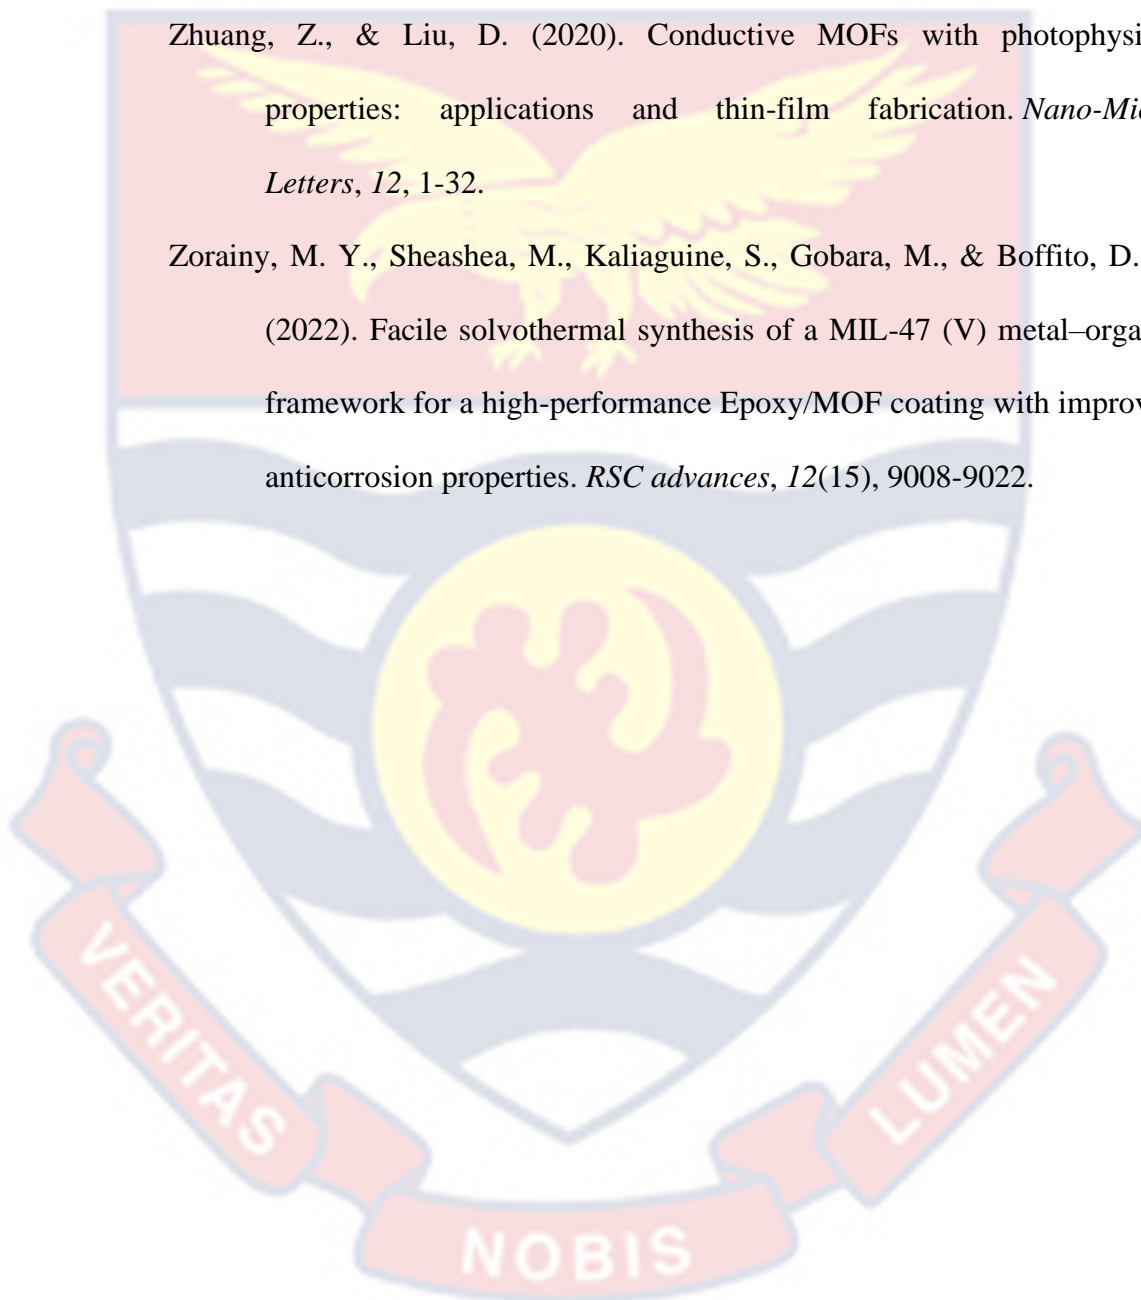 Zhuang, Z., & Liu, D. (2020). Conductive MOFs with photophysi
properties: applications and thin-film fabrication. Nano-Mic
Letters, 12, 1-32.
Zorainy, M. Y., Sheashea, M., Kaliaguine, S., Gobara, M., & Boffito, D.
(2022). Facile solvothermal synthesis of a MIL-47 (V) metal–orga
framework for a high-performance Epoxy/MOF coating with improv
anticorrosion properties. RSC advances, 12(15), 9008-9022.
VERITAS
NOBIS
LUMEN